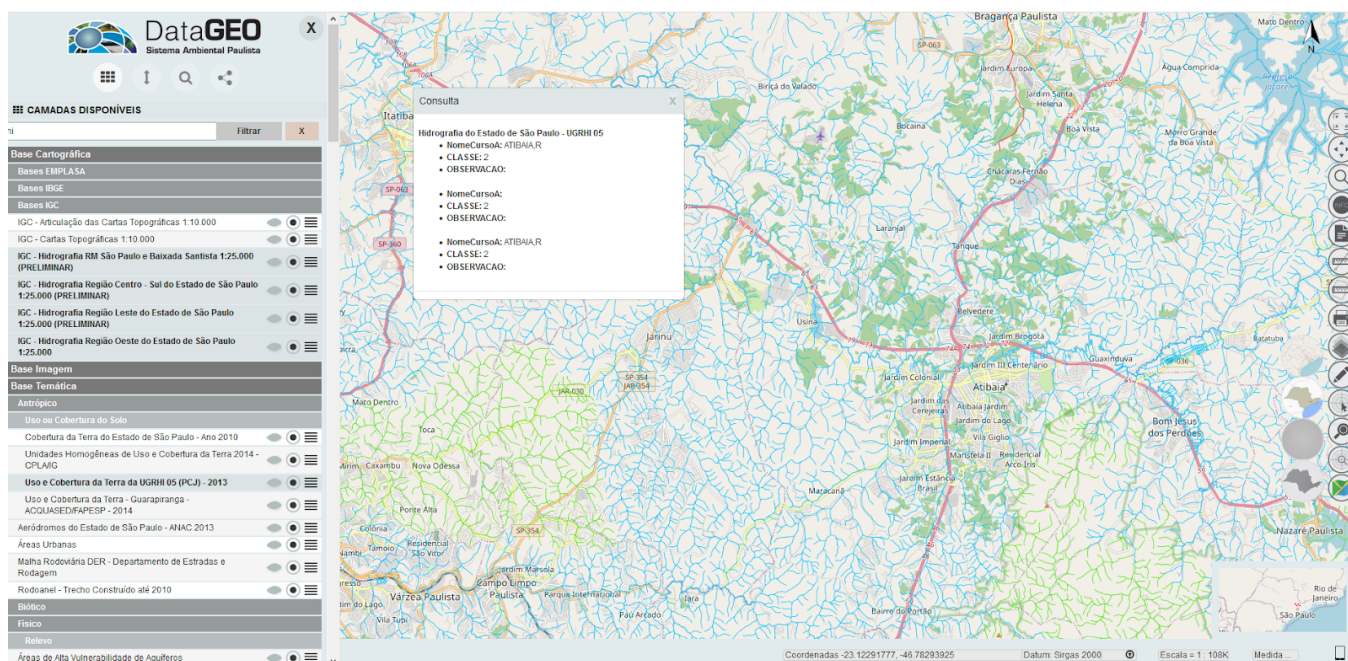 DataGEO
Sistema Ambiental Paulista
X
CAMADAS DISPONÍVEIS
Filtrar
X
Base Cartográfica
Bases EMPLASA
Bases IBGE
Bases IGC
IGC - Articulação das Cartas Topográficas 1:10.000
IGC - Cartas Topográficas 1:10.000
IGC - Hidrografia RM São Paulo e Baixada Santista 1:25.000
(PRELIMINAR)
IGC - Hidrografia Região Centro - Sul do Estado de São Paulo
1:25.000 (PRELIMINAR)
IGC - Hidrografia Região Leste do Estado de São Paulo
1:25.000 (PRELIMINAR)
IGC - Hidrografia Região Oeste do Estado de São Paulo
1:25.000
Base Imagem
Base Temática
Antrópico
Uso ou Cobertura do Solo
Cobertura da Terra do Estado de São Paulo - Ano 2010
Unidades Homogêneas de Uso e Cobertura da Terra 2014 -
CPLA/IG
Uso e Cobertura da Terra da UGRHI 05 (PCJ) - 2013
Uso e Cobertura da Terra - Guarapiranga -
ACQUASED/FAPESP - 2014
Aeródromos do Estado de São Paulo - ANAC 2013
Áreas Urbanas
Malha Rodoviária DER - Departamento de Estradas e
Rodagem
Rodoanel - Trecho Construído até 2010
Biótico
Físico
Relevo
Áreas de Alta Vulnerabilidade de Aquíferos
Consulta
X
Hidrografia do Estado de São Paulo - UGRHI 05
• NomeCursoA: ATIBAIA,R
• CLASSE: 2
• OBSERVACAO:
• NomeCursoA:
• CLASSE: 2
• OBSERVACAO:
• NomeCursoA: ATIBAIA,R
• CLASSE: 2
• OBSERVACAO:
Bragança Paulista
Mato Dentro
N
SP-063
Jardim Europa
Água Comprida
Biriçá do Valado
Jardim Santa
Helena
Itatiba
Bocaina
Boa Vista
Morro Grande
da Boa Vista
Chácaras Fernão
Dias
SP-063
Laranjal
SP-360
Tanque
Belvedere
Usina
Jarinu
Jardim Brogotá
Batatuba
Guaxinduva
Jardim III Centenário
SP-354
JAR-354
JAR-030
Jardim Colonial
Atibaia
Mato Dentro
Jardim das
Cerejeiras
Atibaia Jardim
Jardim do Lago
Toca
Bom Jesus
dos Perdões
Jardim Imperial
Vila Giglio
Maristela II
Residencial
Arco-Íris
Mirim
Caxambu
Nova Odessa
Jardim Estância
Brasil
Maracanã
Ponte Alta
SP-354
Colônia
Nazaré Paulista
Tamoio
Residencial
São Vitor
Jardim Marsola
Campo Limpo
Paulista
Parque Internacional
Várzea Paulista
Iara
Vila Tupi
Pau Arcado
Bairro do Portão
Rio de
Janeiro
São Paulo
Coordenadas -23.12291777, -46.78293925
Datum: Sirgas 2000
Escala = 1 : 108K
Medida ...